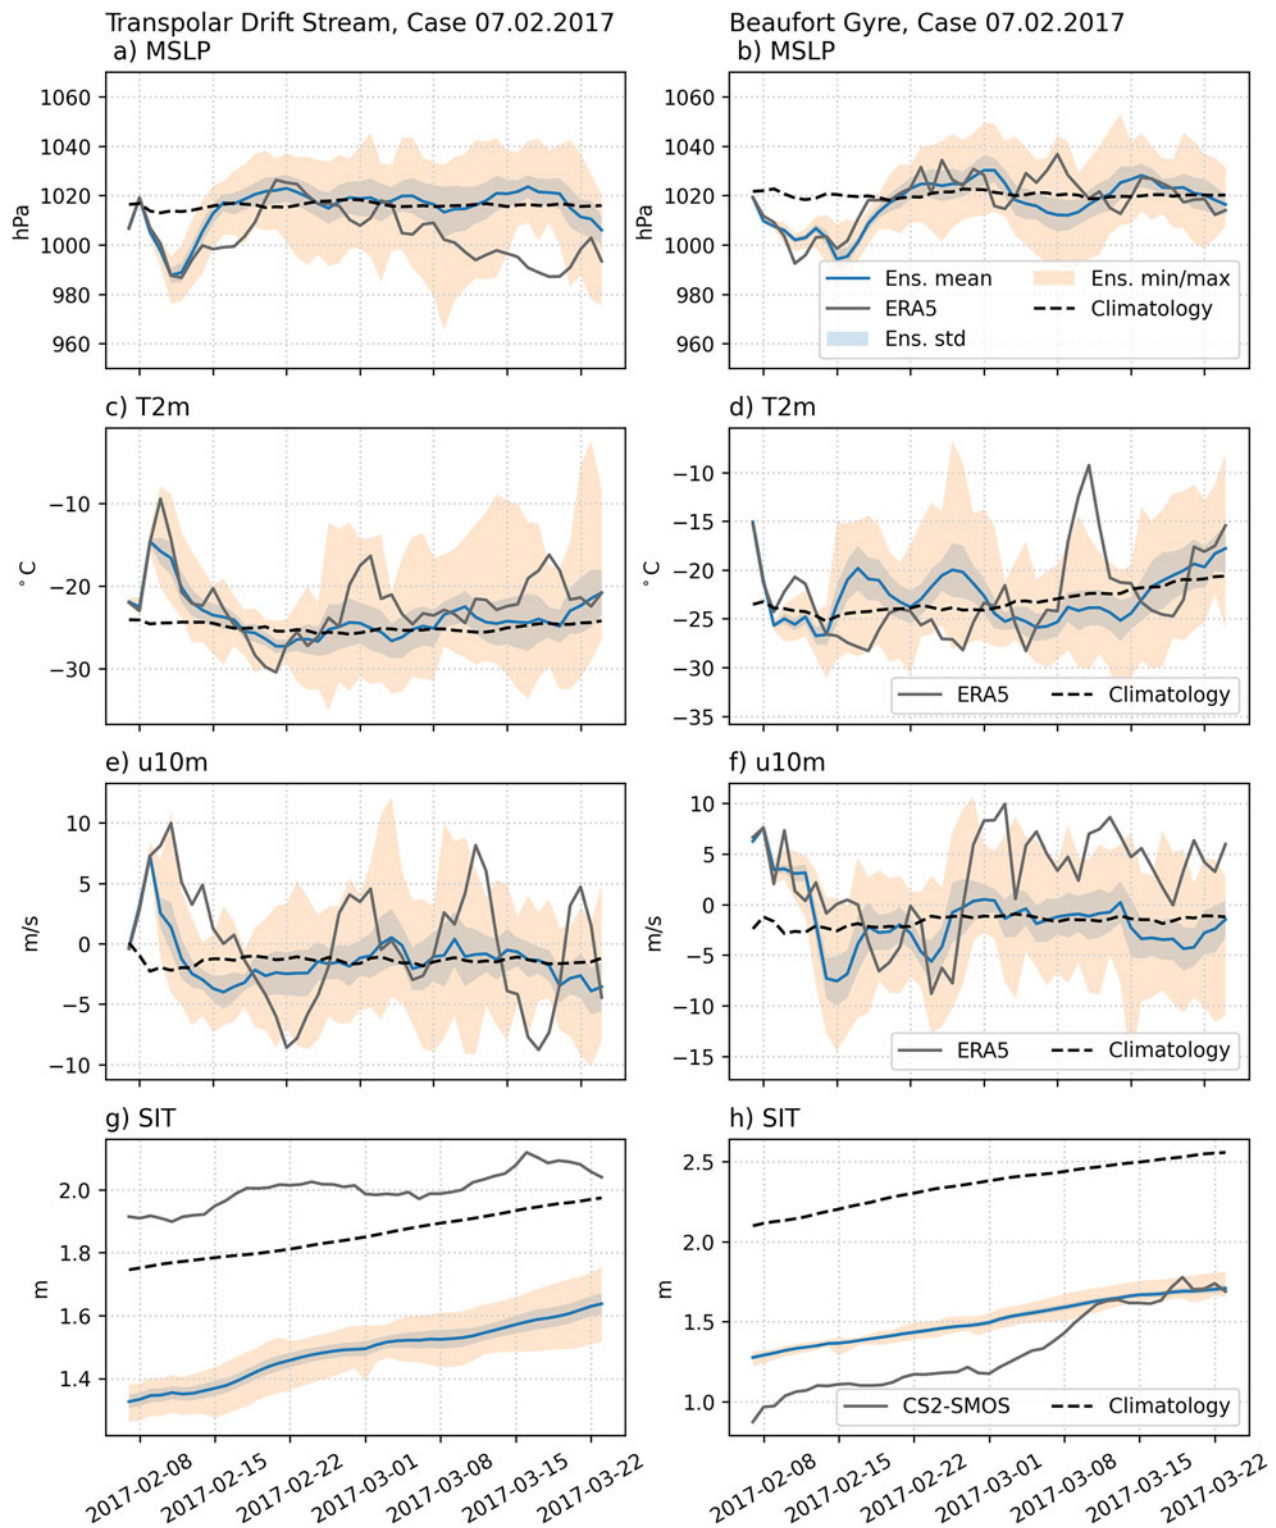 Transpolar Drift Stream, Case 07.02.2017
Beaufort Gyre, Case 07.02.2017
a) MSLP
b) MSLP
hPa
1060
1040
1020
1000
980
960
hPa
1060
1040
1020
1000
980
960
Ens. mean
ERA5
Ens. std
Ens. min/max
Climatology
c) T2m
d) T2m
°C
−10
−20
−30
°C
−10
−15
−20
−25
−30
−35
ERA5
Climatology
e) u10m
f) u10m
m/s
10
5
0
−5
−10
m/s
10
5
0
−5
−10
−15
ERA5
Climatology
g) SIT
h) SIT
m
2.0
1.8
1.6
1.4
m
2.5
2.0
1.5
1.0
CS2-SMOS
Climatology
2017-02-08
2017-02-15
2017-02-22
2017-03-01
2017-03-08
2017-03-15
2017-03-22
2017-02-08
2017-02-15
2017-02-22
2017-03-01
2017-03-08
2017-03-15
2017-03-22